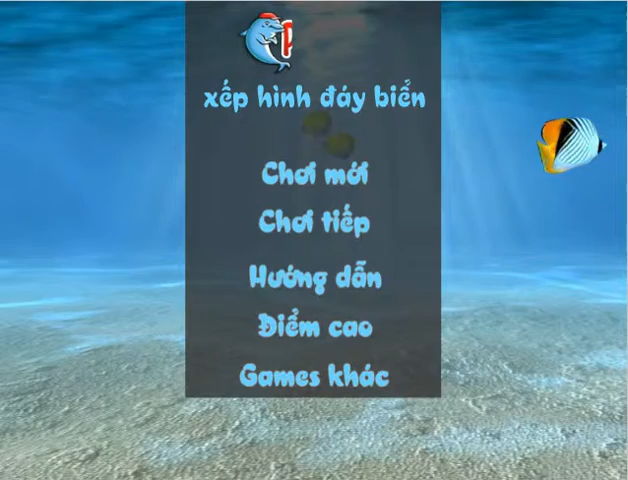 xếp hình đáy biển
Chơi mới
Chơi tiếp
Hướng dẫn
Điểm cao
Games khác